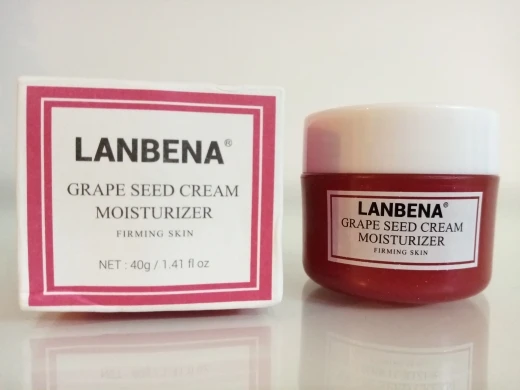 LANBENA®
GRAPE SEED CREAM
MOISTURIZER
FIRMING SKIN
NET : 40g / 1.41 fl oz
LANBENA®
GRAPE SEED CREAM
MOISTURIZER
FIRMING SKIN